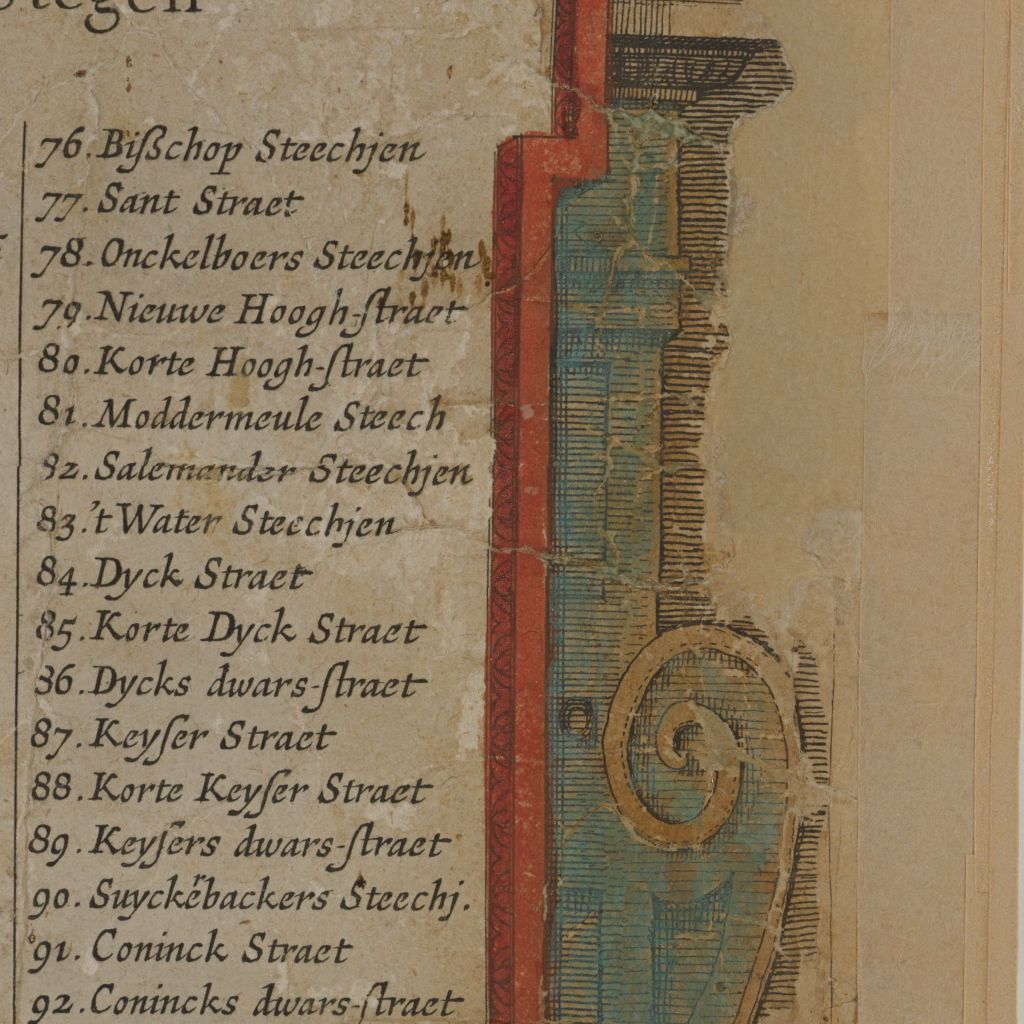 Stegen
76. Bißchop Steechjen
77. Sant Straet
78. Onckelboers Steechjen
79. Nieuwe Hoogh-ſtraet
80. Korte Hoogh-ſtraet
81. Moddermeule Steech
82. Salemander Steechjen
83. 't Water Steechjen
84. Dyck Straet
85. Korte Dyck Straet
86. Dycks dwars-ſtraet
87. Keyſer Straet
88. Korte Keyſer Straet
89. Keyſers dwars-ſtraet
90. Suyckëbackers Steechj.
91. Coninck Straet
92. Conincks dwars-ſtraet